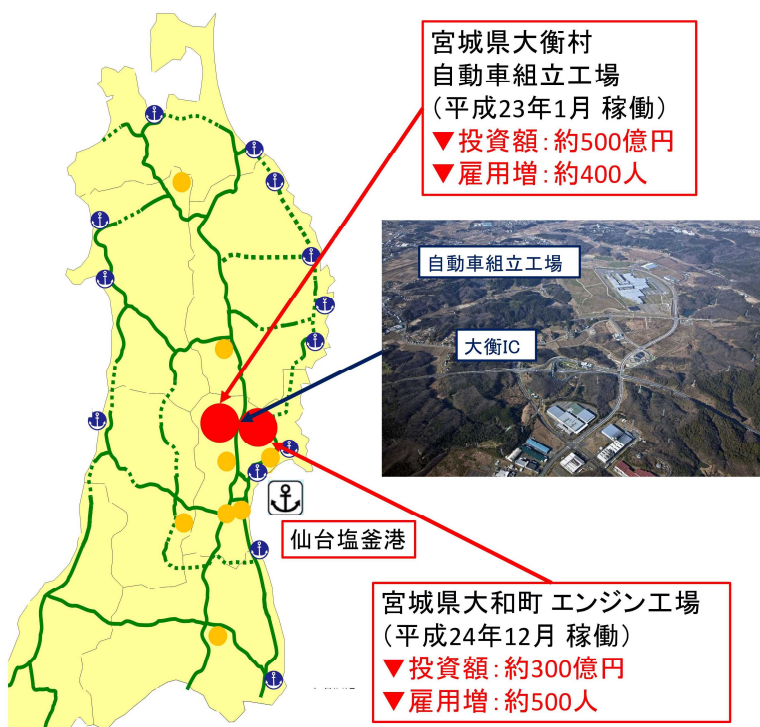 宮城県大衡村
自動車組立工場
（平成23年1月 稼働）
▼投資額：約500億円
▼雇用増：約400人
自動車組立工場
大衡IC
仙台塩釜港
宮城県大和町 エンジン工場
（平成24年12月 稼働）
▼投資額：約300億円
▼雇用増：約500人